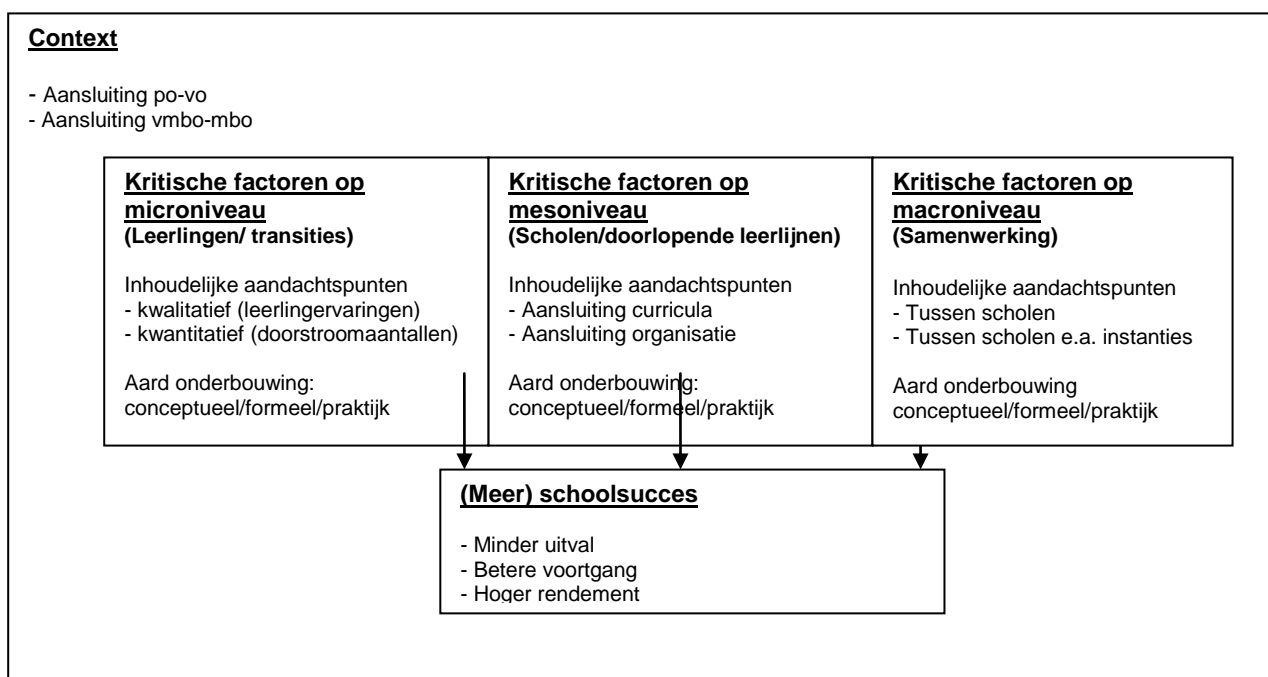 Context
- Aansluiting po-vo
- Aansluiting vmbo-mbo
Kritische factoren op
microniveau
(Leerlingen/ transities)
Inhoudelijke aandachtspunten
- kwalitatief (leerlingervaringen)
- kwantitatief (doorstroomaantallen)
Aard onderbouwing:
conceptueel/formeel/praktijk
Kritische factoren op
mesoniveau
(Scholen/doorlopende leerlijnen)
Inhoudelijke aandachtspunten
- Aansluiting curricula
- Aansluiting organisatie
Aard onderbouwing:
conceptueel/formeel/praktijk
Kritische factoren op
macroniveau
(Samenwerking)
Inhoudelijke aandachtspunten
- Tussen scholen
- Tussen scholen e.a. instanties
Aard onderbouwing
conceptueel/formeel/praktijk
(Meer) schoolsucces
- Minder uitval
- Betere voortgang
- Hoger rendement